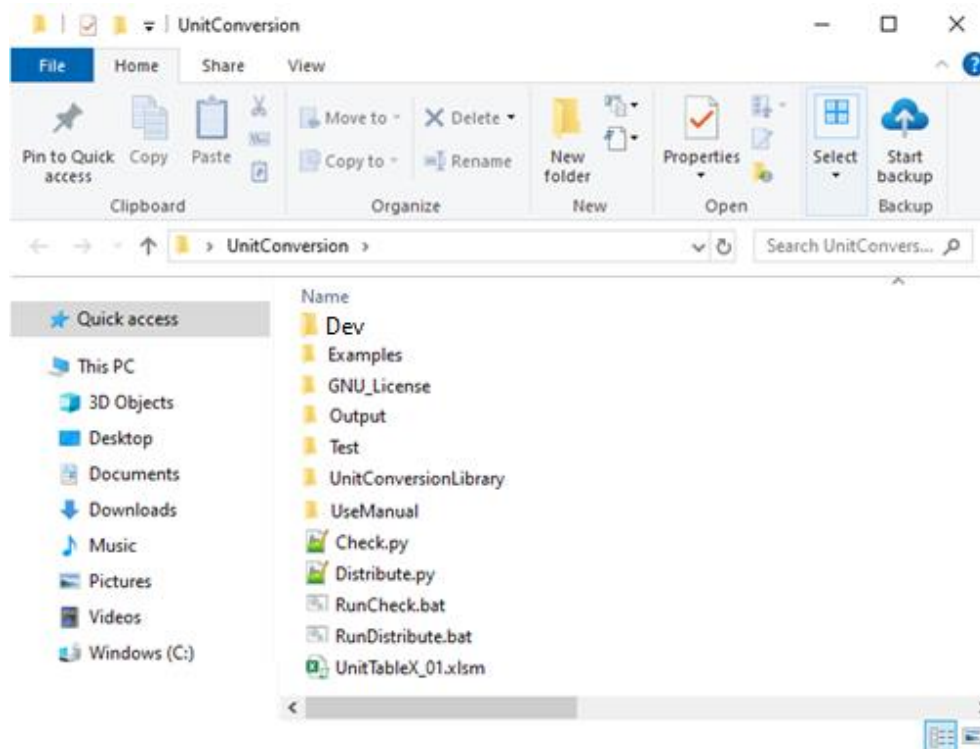 UnitConversion
File Home Share View
Pin to Quick access Copy Paste
Move to Copy to Delete Rename
New folder
Properties
Select
Start backup
Clipboard Organize New Open Backup
UnitConversion
Search UnitConvers...
Name
Quick access
This PC
3D Objects
Desktop
Documents
Downloads
Music
Pictures
Videos
Windows (C:)
Dev
Examples
GNU_License
Output
Test
UnitConversionLibrary
UseManual
Check.py
Distribute.py
RunCheck.bat
RunDistribute.bat
UnitTableX_01.xlsm